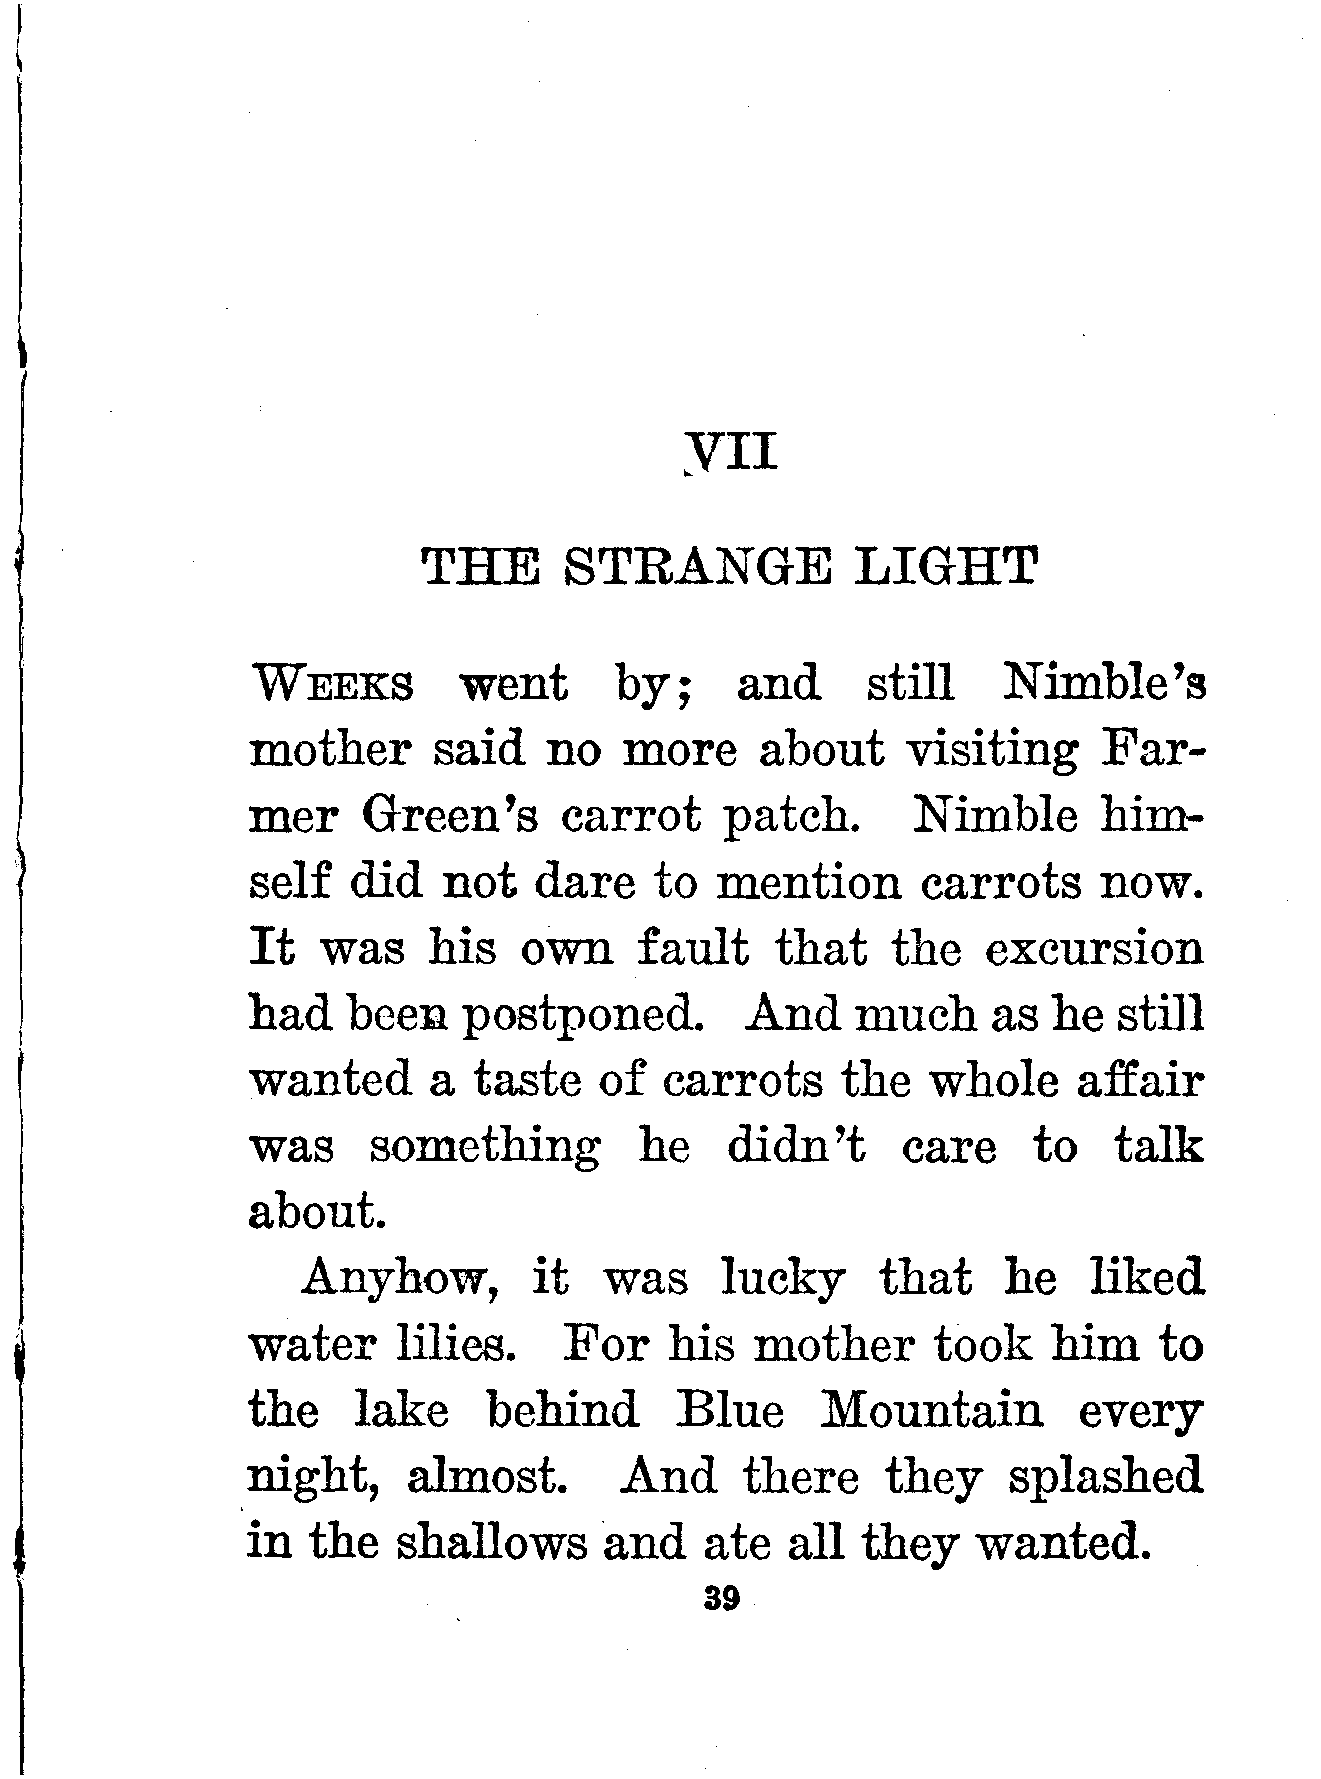 VII
THE STRANGE LIGHT
WEEKS went by; and still Nimble's
mother said no more about visiting Far-
mer Green's carrot patch. Nimble him-
self did not dare to mention carrots now.
It was his own fault that the excursion
had been postponed. And much as he still
wanted a taste of carrots the whole affair
was something he didn't care to talk
about.
Anyhow, it was lucky that he liked
water lilies. For his mother took him to
the lake behind Blue Mountain every
night, almost. And there they splashed
in the shallows and ate all they wanted.
39